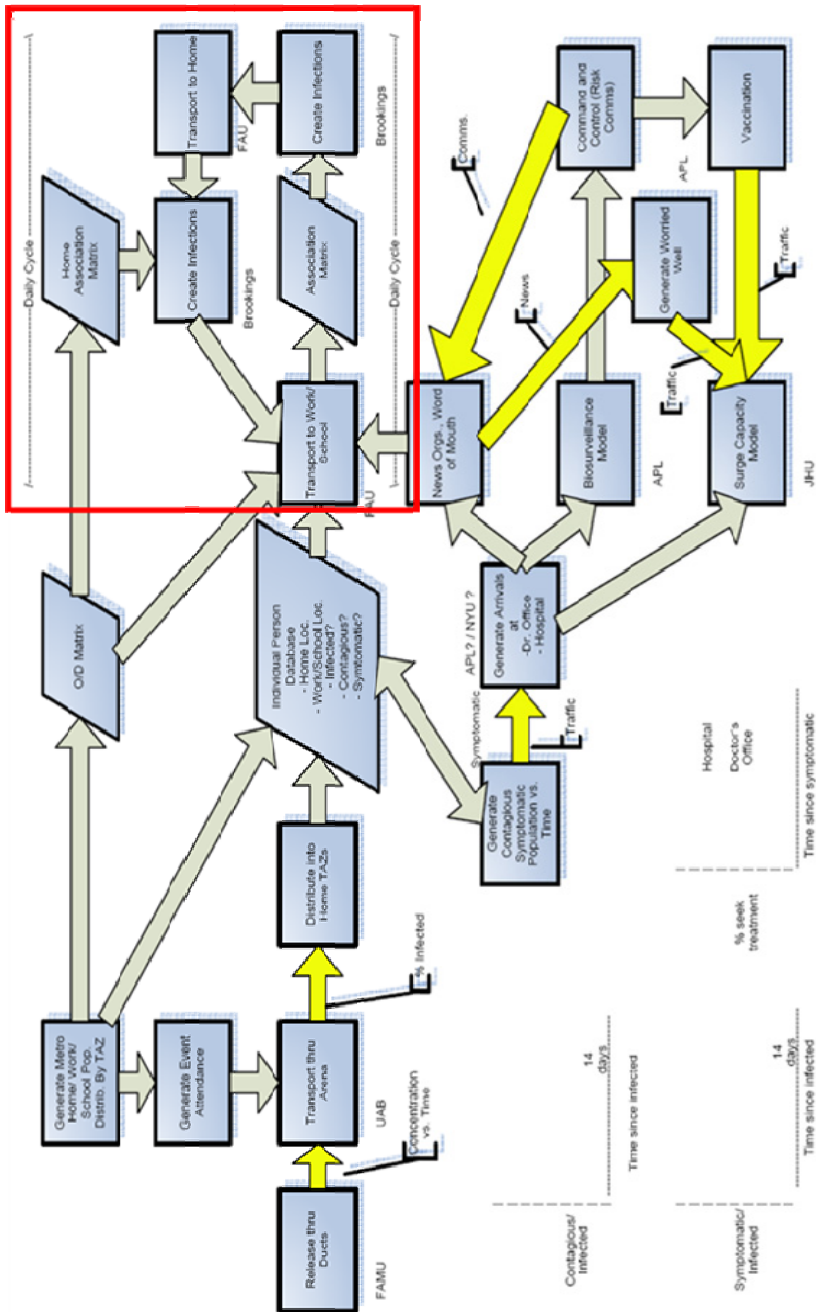 Generate Metro
Home/ Work/
School Pop.
Distrib. By TAZ
O/D Matrix
/----Daily Cycle----/
Home
Association
Matrix
Generate Event
Attendance
Create Infections
Brookings
Transport to Home
FAU
Release thru
Ducts
FAMU
Concentration
vs. Time
Transport thru
Arena
UAB
% Infected
Distribute into
Home TAZs
Individual Person
Database
- Home Loc.
- Work/School Loc.
- Infected?
- Contagious?
- Symtomatic?
Transport to Work/
School
FAU
Association
Matrix
Create Infections
Brookings
/----Daily Cycle----/
Generate
Contagious
Symptomatic
Population vs.
Time
Symptomatic
Traffic
APL? / NYU ?
Generate Arrivals
at
-Dr. Office
- Hospital
News Orgs., Word
of Mouth
News
Comms.
Biosurveillance
Model
APL
Command and
Control (Risk
Comms)
APL
Generate Worried
Well
Traffic
Surge Capacity
Model
JHU
Traffic
Vaccination
Contagious/
Infected
14
days
Time since infected
Symptomatic/
Infected
14
days
Time since infected
% seek
treatment
Hospital
Doctor's
Office
Time since symptomatic